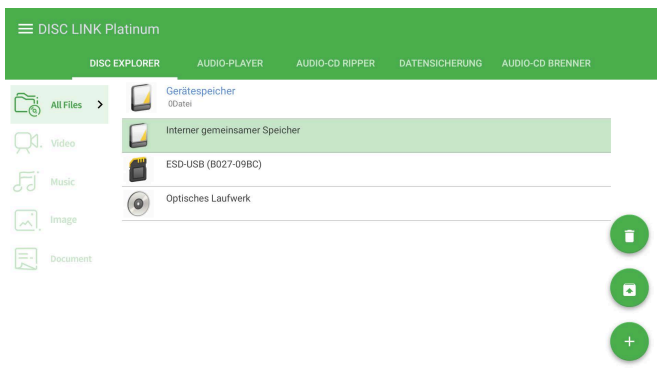 DISC LINK Platinum
DISC EXPLORER AUDIO-PLAYER AUDIO-CD RIPPER DATENSICHERUNG AUDIO-CD BRENNER
All Files
Video
Music
Image
Document
Gerätespeicher
0Datei
Interner gemeinsamer Speicher
ESD-USB (B027-09BC)
Optisches Laufwerk